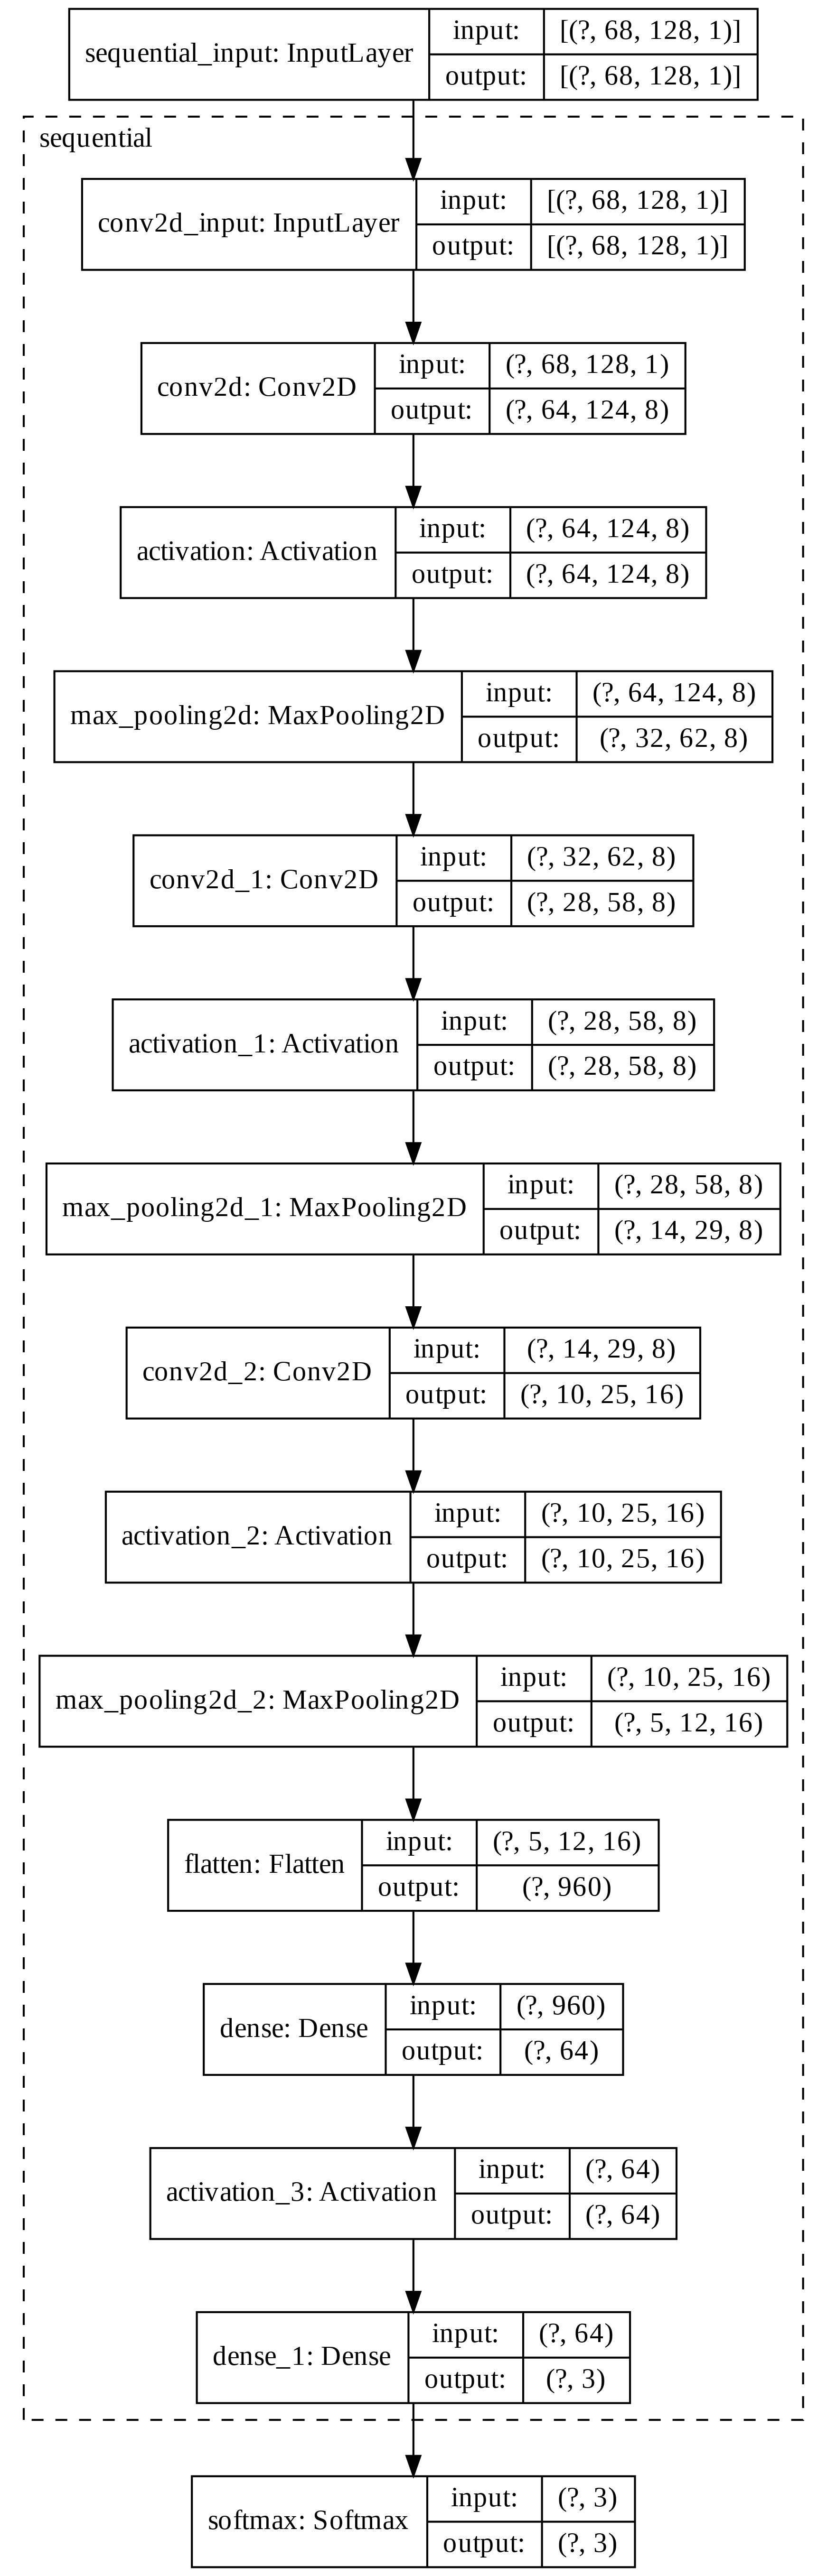 sequential_input: InputLayer
input: [(?, 68, 128, 1)]
output: [(?, 68, 128, 1)]
sequential
conv2d_input: InputLayer
input: [(?, 68, 128, 1)]
output: [(?, 68, 128, 1)]
conv2d: Conv2D
input: (?, 68, 128, 1)
output: (?, 64, 124, 8)
activation: Activation
input: (?, 64, 124, 8)
output: (?, 64, 124, 8)
max_pooling2d: MaxPooling2D
input: (?, 64, 124, 8)
output: (?, 32, 62, 8)
conv2d_1: Conv2D
input: (?, 32, 62, 8)
output: (?, 28, 58, 8)
activation_1: Activation
input: (?, 28, 58, 8)
output: (?, 28, 58, 8)
max_pooling2d_1: MaxPooling2D
input: (?, 28, 58, 8)
output: (?, 14, 29, 8)
conv2d_2: Conv2D
input: (?, 14, 29, 8)
output: (?, 10, 25, 16)
activation_2: Activation
input: (?, 10, 25, 16)
output: (?, 10, 25, 16)
max_pooling2d_2: MaxPooling2D
input: (?, 10, 25, 16)
output: (?, 5, 12, 16)
flatten: Flatten
input: (?, 5, 12, 16)
output: (?, 960)
dense: Dense
input: (?, 960)
output: (?, 64)
activation_3: Activation
input: (?, 64)
output: (?, 64)
dense_1: Dense
input: (?, 64)
output: (?, 3)
softmax: Softmax
input: (?, 3)
output: (?, 3)